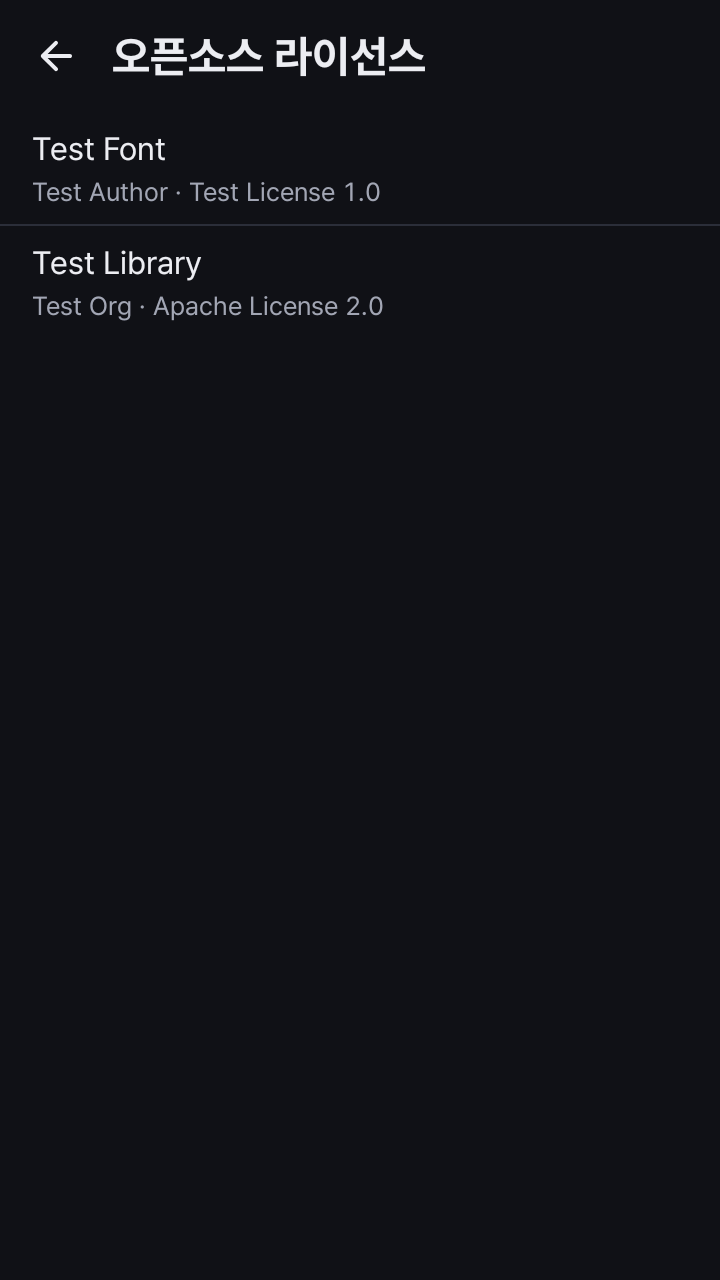 오픈소스 라이선스
Test Font
Test Author · Test License 1.0
Test Library
Test Org · Apache License 2.0